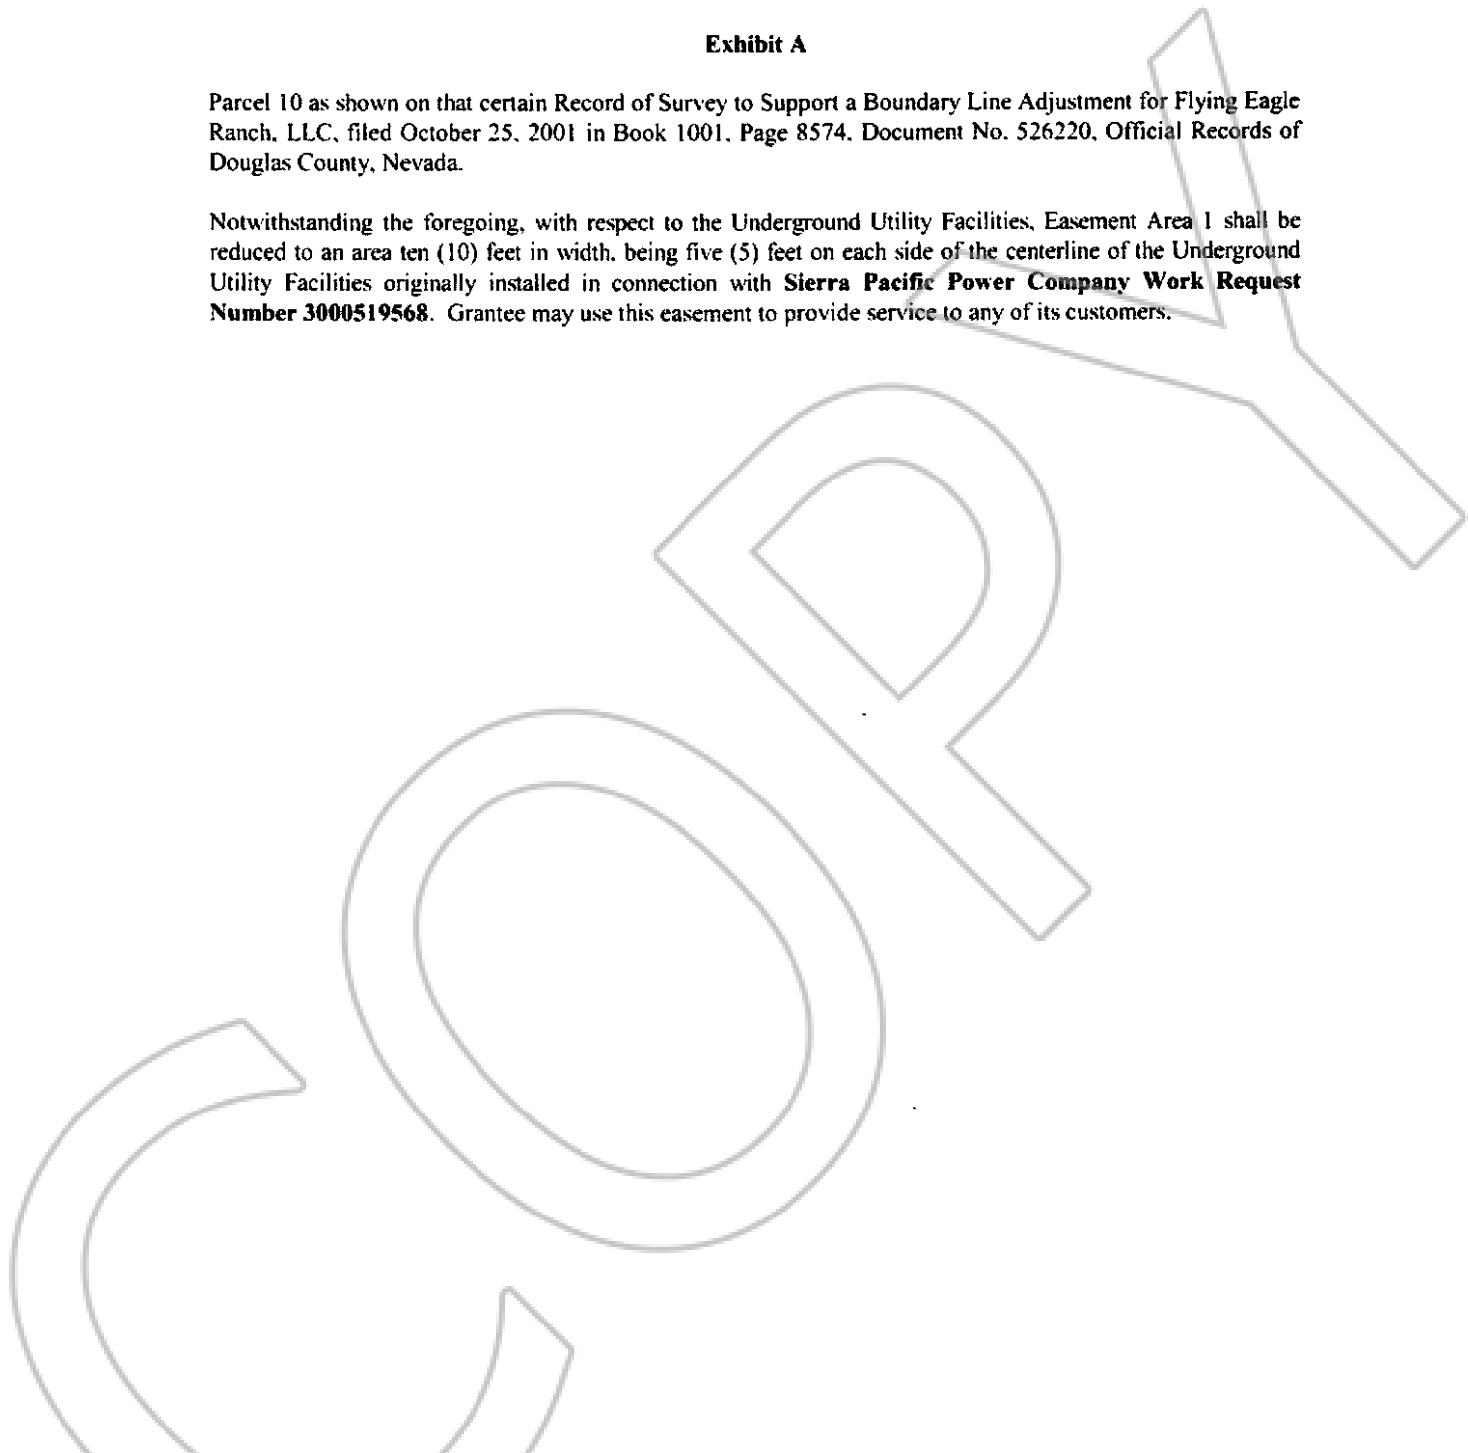 Exhibit A
Parcel 10 as shown on that certain Record of Survey to Support a Boundary Line Adjustment for Flying Eagle
Ranch, LLC, filed October 25, 2001 in Book 1001, Page 8574, Document No. 526220, Official Records of
Douglas County, Nevada.
Notwithstanding the foregoing, with respect to the Underground Utility Facilities, Easement Area 1 shall be
reduced to an area ten (10) feet in width, being five (5) feet on each side of the centerline of the Underground
Utility Facilities originally installed in connection with Sierra Pacific Power Company Work Request
Number 3000519568. Grantee may use this easement to provide service to any of its customers.
COPY